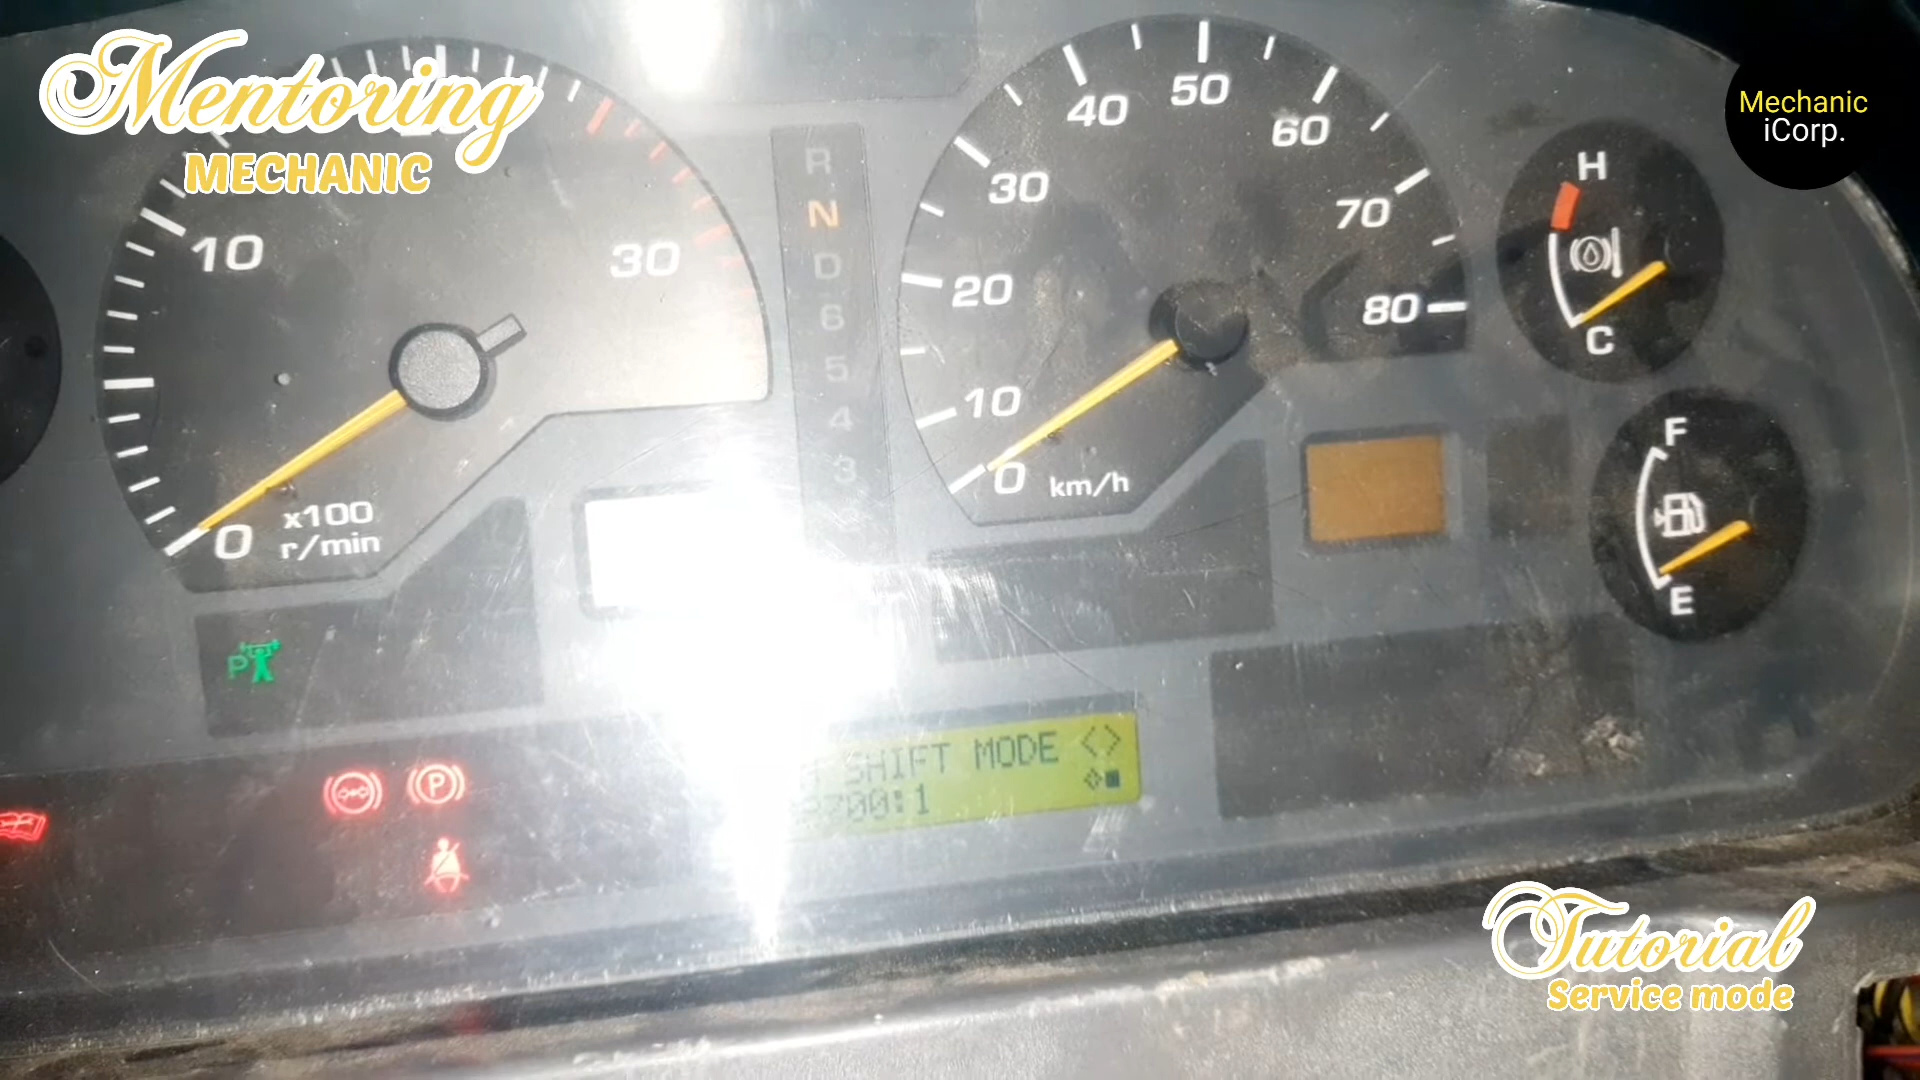 Mentoring
MECHANIC
Mechanic
iCorp.
10
30
0
x100
r/min
R
N
D
6
5
4
3
0
10
20
30
40
50
60
70
80
km/h
H
C
F
E
P
P
SHIFT MODE <>
Tutorial
Service mode